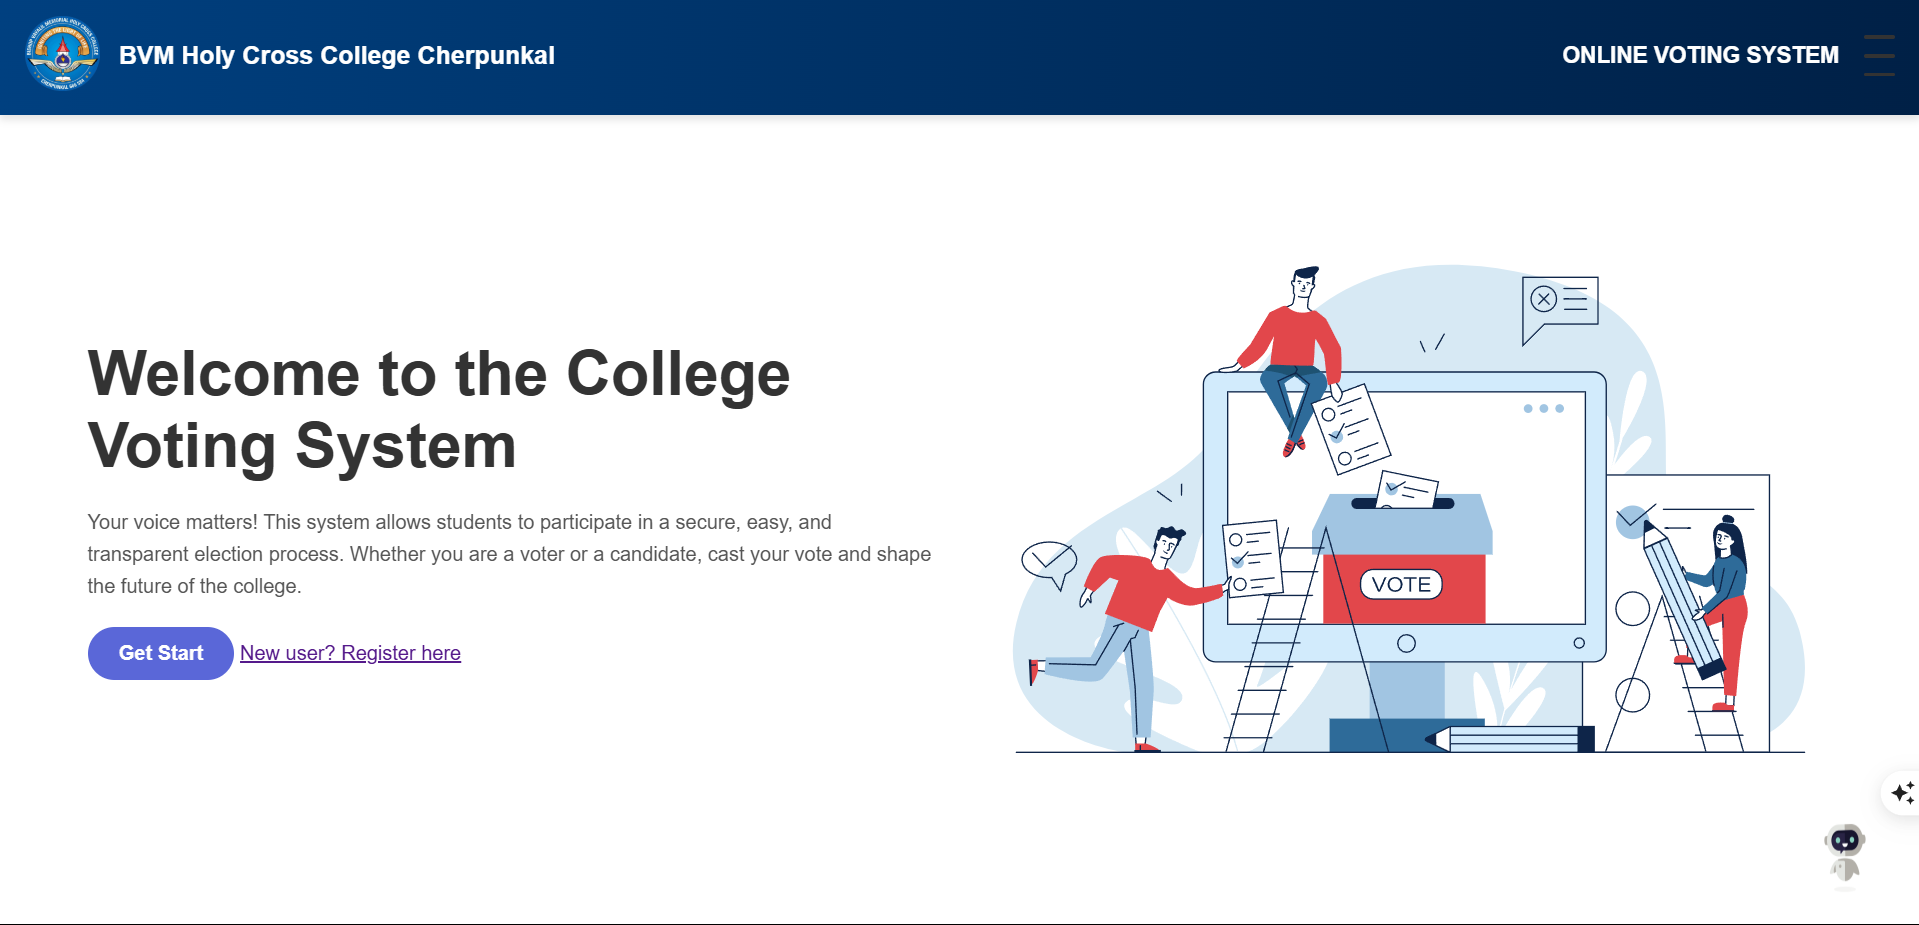 BVM Holy Cross College Cherpunkal
ONLINE VOTING SYSTEM
Welcome to the College
Voting System
Your voice matters! This system allows students to participate in a secure, easy, and
transparent election process. Whether you are a voter or a candidate, cast your vote and shape
the future of the college.
Get Start
New user? Register here
VOTE